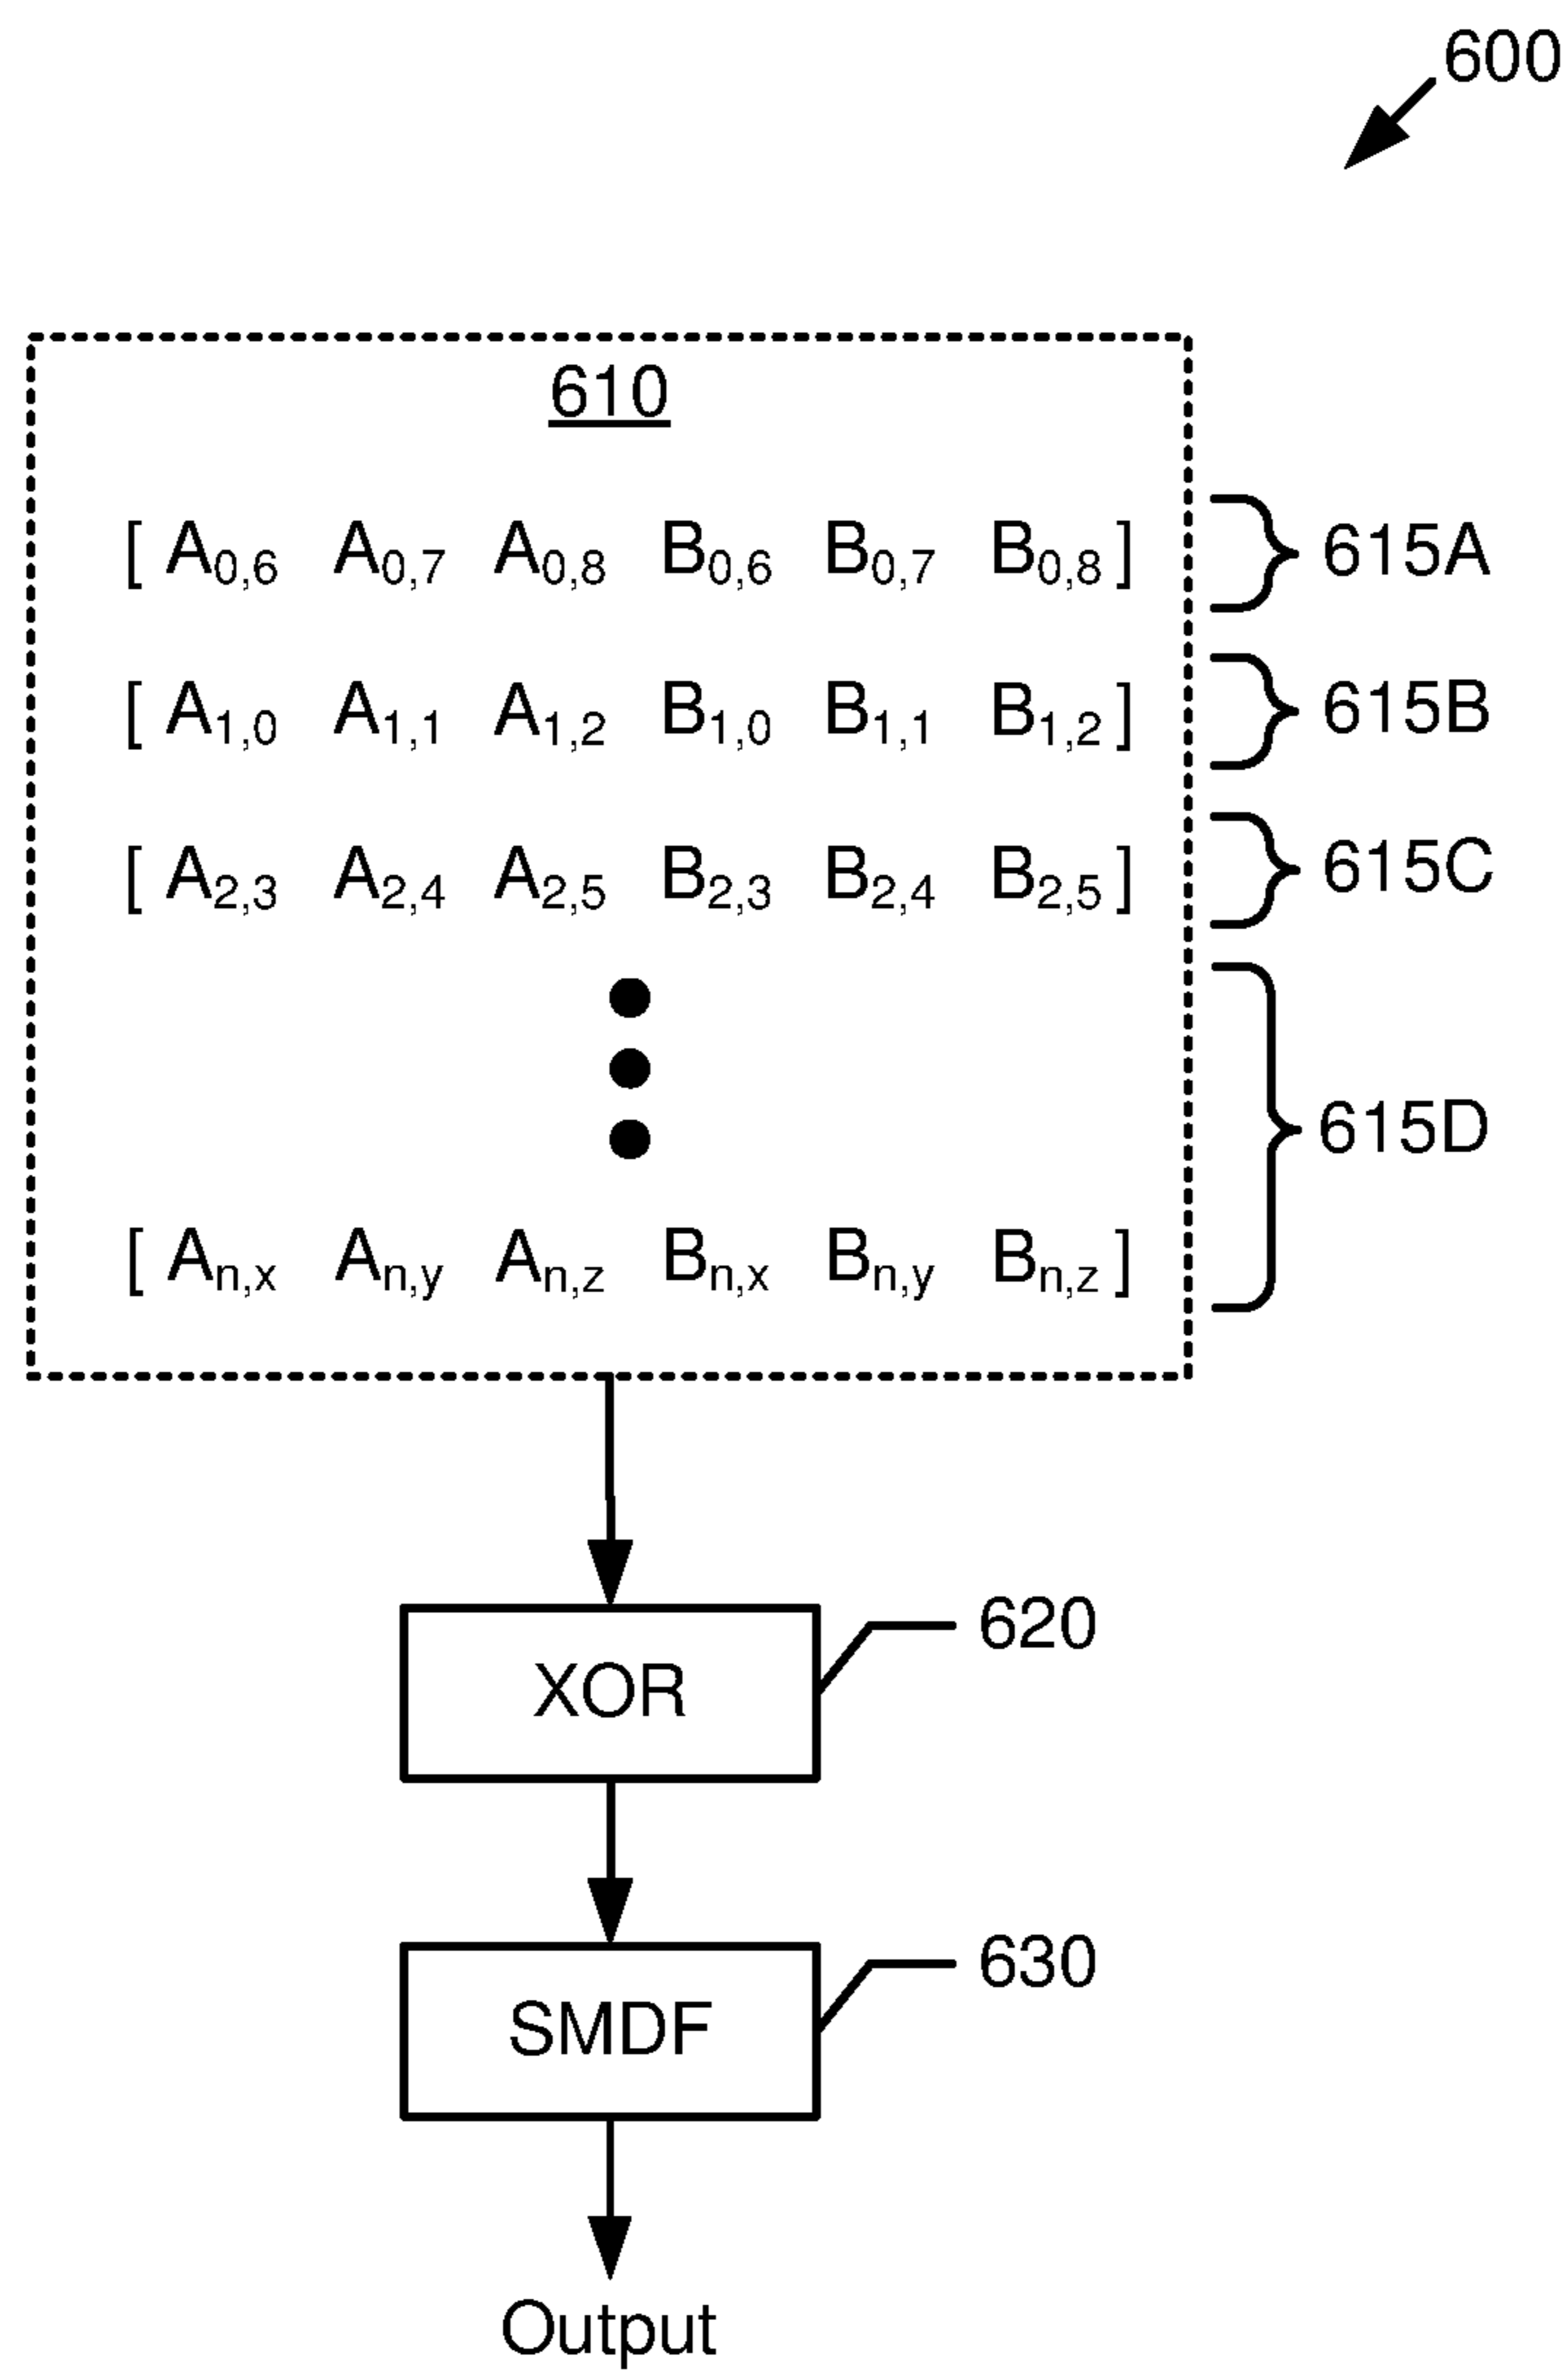 600
610
[ A0,6 A0,7 A0,8 B0,6 B0,7 B0,8 ] 615A
[ A1,0 A1,1 A1,2 B1,0 B1,1 B1,2 ] 615B
[ A2,3 A2,4 A2,5 B2,3 B2,4 B2,5 ] 615C
615D
[ An,x An,y An,z Bn,x Bn,y Bn,z ]
620
XOR
630
SMDF
Output